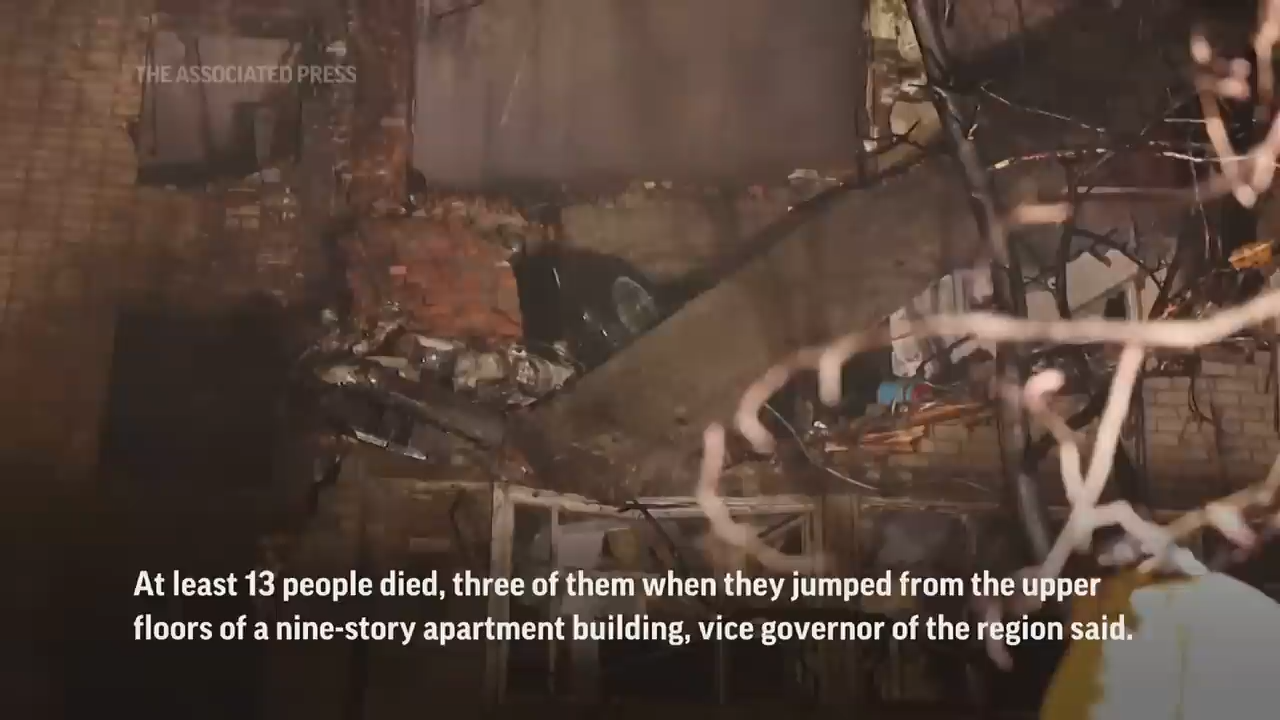 THE ASSOCIATED PRESS
At least 13 people died, three of them when they jumped from the upper
floors of a nine-story apartment building, vice governor of the region said.